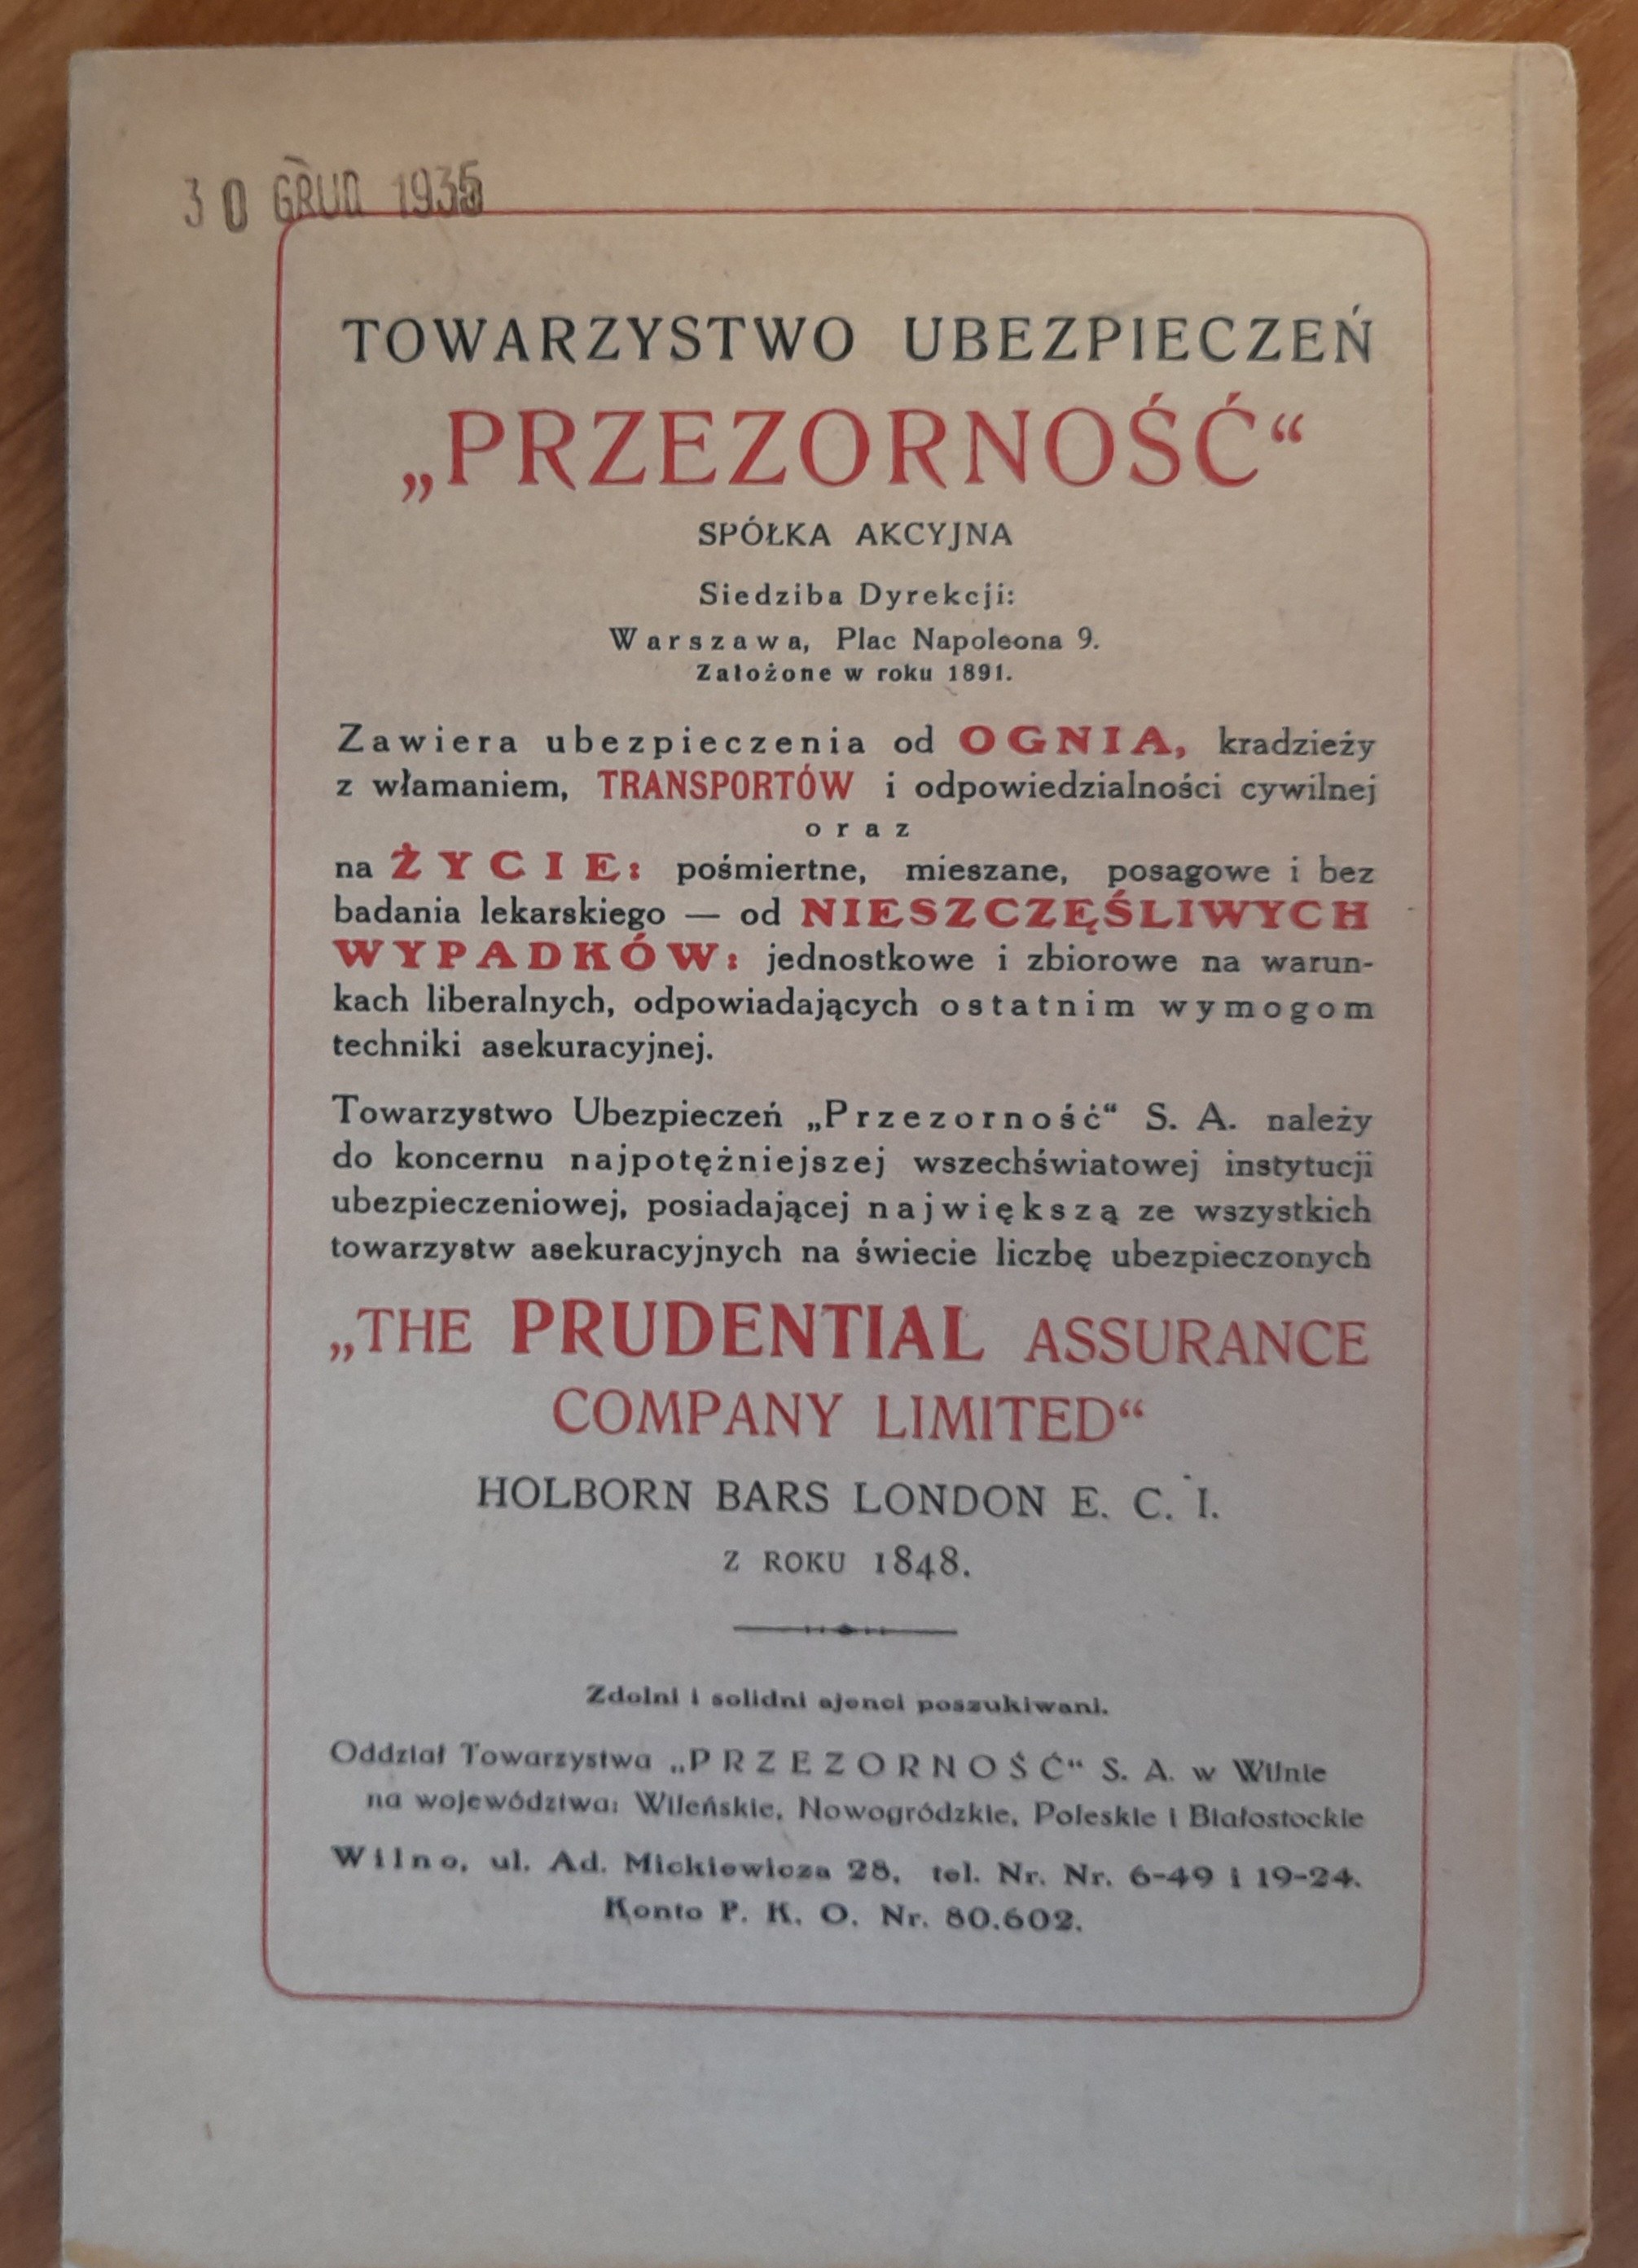 30 GRUD 1935
TOWARZYSTWO UBEZPIECZEŃ
„PRZEZORNOŚĆ“
SPÓŁKA AKCYJNA
Siedziba Dyrekcji:
Warszawa, Plac Napoleona 9.
Założone w roku 1891.
Zawiera ubezpieczenia od OGNIA, kradzieży
z włamaniem, TRANSPORTÓW i odpowiedzialności cywilnej
oraz
na ŻYCIE: pośmiertne, mieszane, posagowe i bez
badania lekarskiego — od NIESZCZĘŚLIWYCH
WYPADKÓW: jednostkowe i zbiorowe na warun-
kach liberalnych, odpowiadających ostatnim wymogom
techniki asekuracyjnej.
Towarzystwo Ubezpieczeń „Przezorność“ S. A. należy
do koncernu najpotężniejszej wszechświatowej instytucji
ubezpieczeniowej, posiadającej największą ze wszystkich
towarzystw asekuracyjnych na świecie liczbę ubezpieczonych
„THE PRUDENTIAL ASSURANCE
COMPANY LIMITED“
HOLBORN BARS LONDON E. C. I.
Z ROKU 1848.
Zdolni i solidni ajenci poszukiwani.
Oddział Towarzystwa „PRZEZORNOŚĆ“ S. A. w Wilnie
na województwa: Wileńskie, Nowogródzkie, Poleskie i Białostockie
Wilno, ul. Ad. Mickiewicza 28, tel. Nr. Nr. 6-49 i 19-24.
Konto P. K. O. Nr. 80.602.